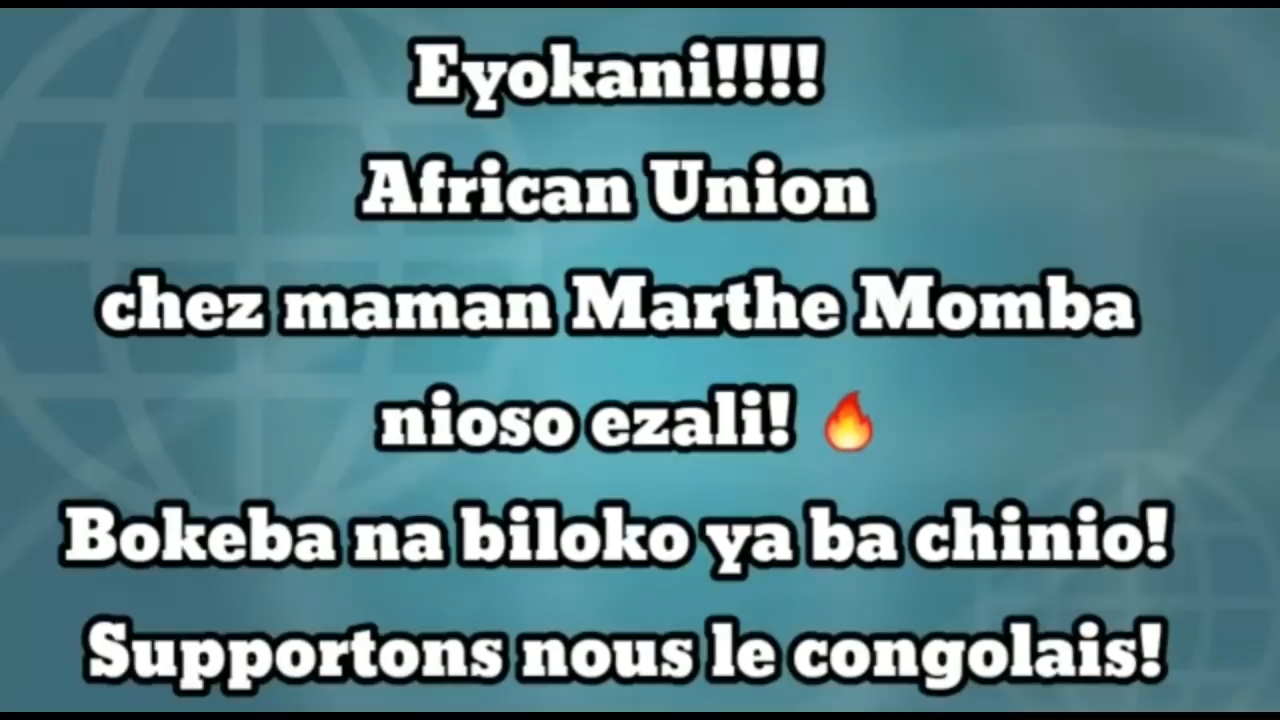 Eyokani!!!!
African Union
chez maman Marthe Momba
nioso ezali! 🔥
Bokeba na biloko ya ba chinio!
Supportons nous le congolais!